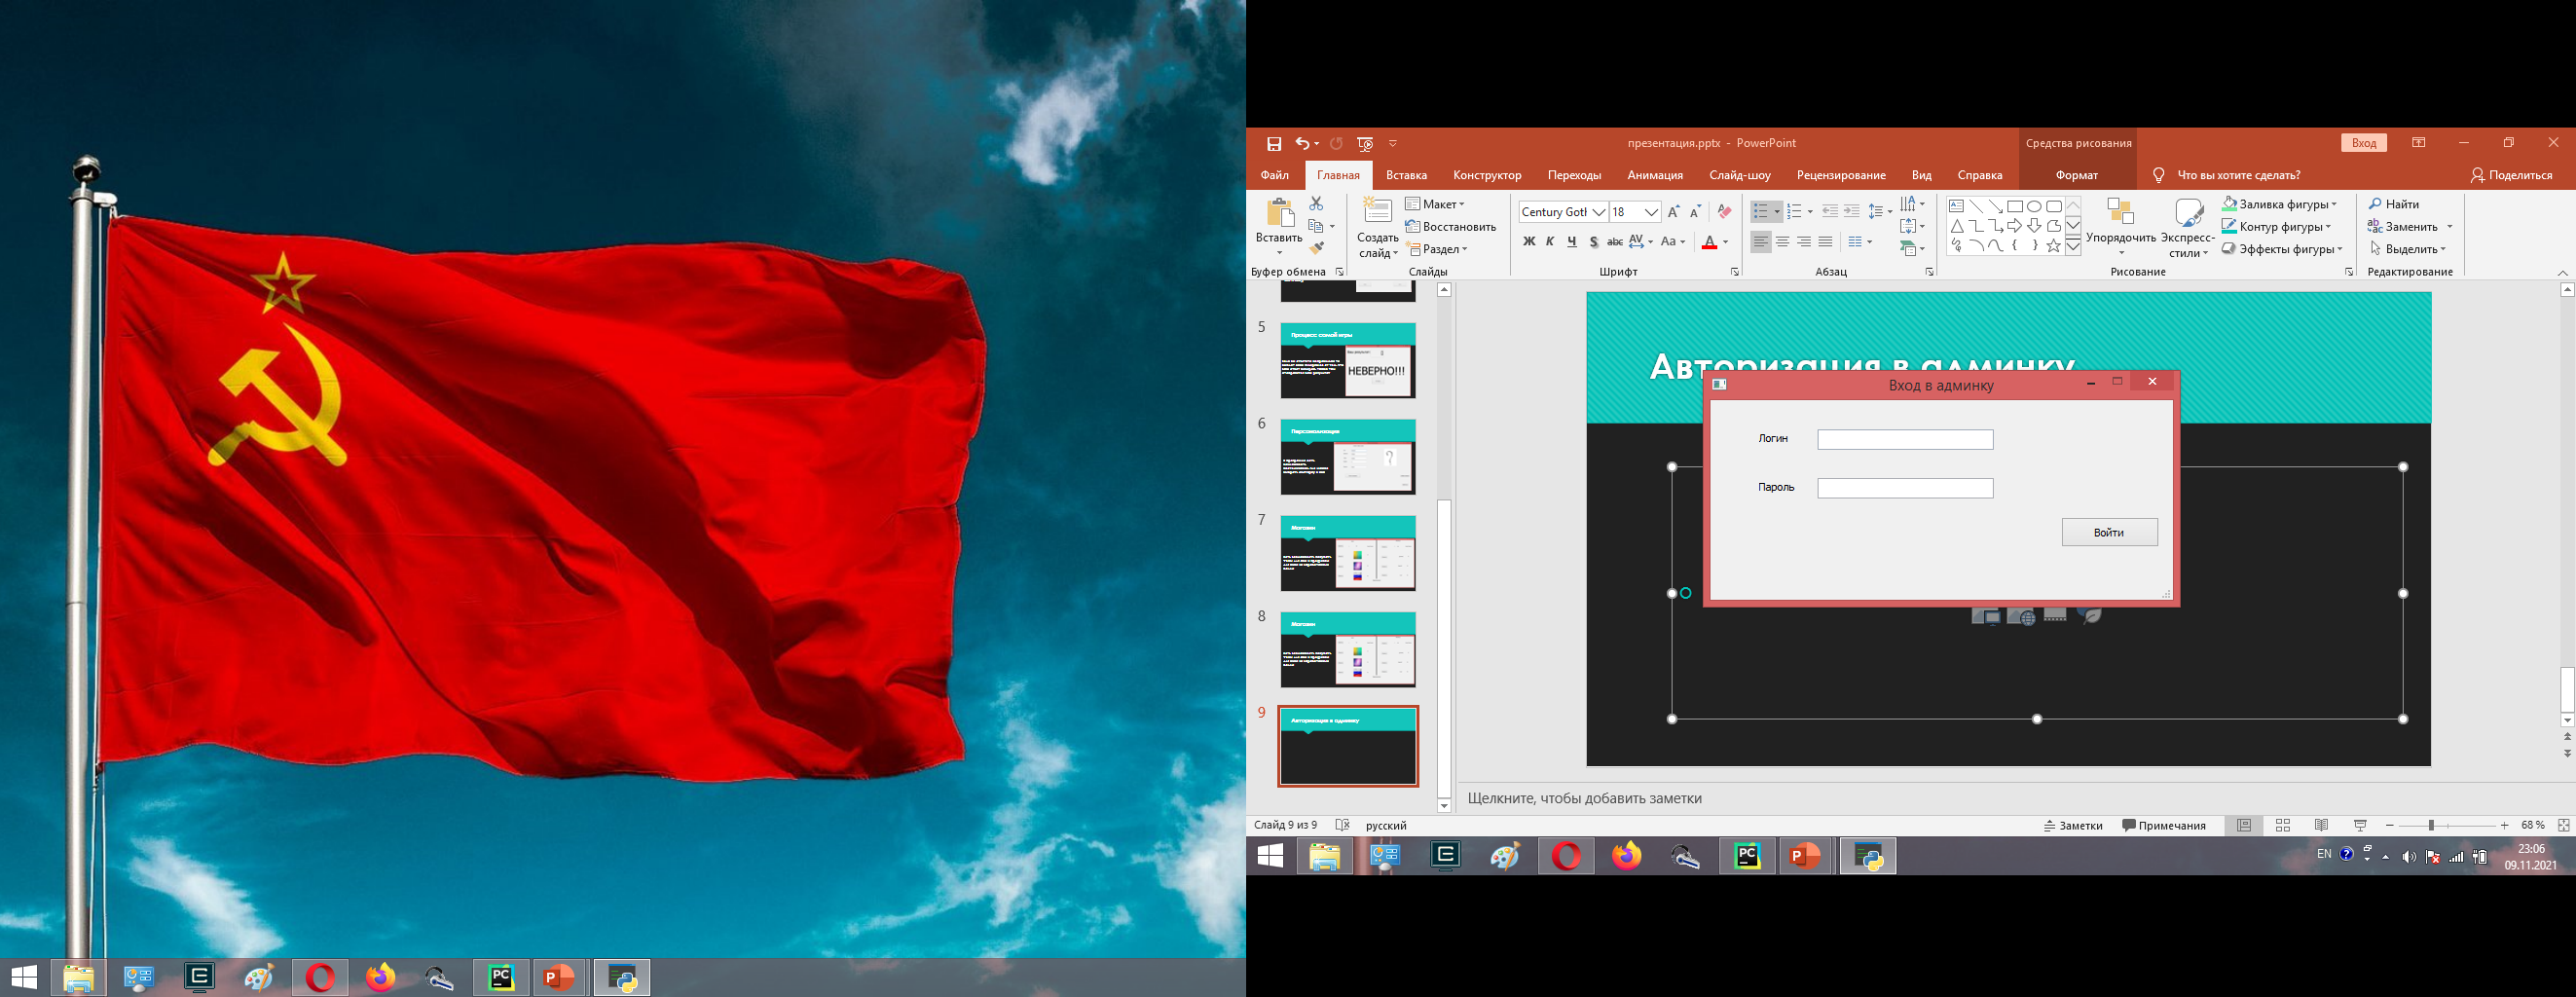 презентация.pptx - PowerPoint
Средства рисования
Вход
Файл
Главная
Вставка
Конструктор
Переходы
Анимация
Слайд-шоу
Рецензирование
Вид
Справка
Формат
Что вы хотите сделать?
Поделиться
Вставить
Буфер обмена
Создать
слайд
Макет
Восстановить
Раздел
Слайды
Century Gotl
18
Ж К Ч S abc AV Aa A
Шрифт
Абзац
Упорядочить
Экспресс-
стили
Заливка фигуры
Контур фигуры
Эффекты фигуры
Рисование
Найти
Заменить
Выделить
Редактирование
5
Процесс самой игры
НЕВЕРНО!!!
6
Персонализация
7
Магазин
8
Магазин
9
Авторизация в админку
Авторизация в админку
Вход в админку
Логин
Пароль
Войти
Щелкните, чтобы добавить заметки
Слайд 9 из 9
русский
Заметки
Примечания
68 %
EN
23:06
09.11.2021